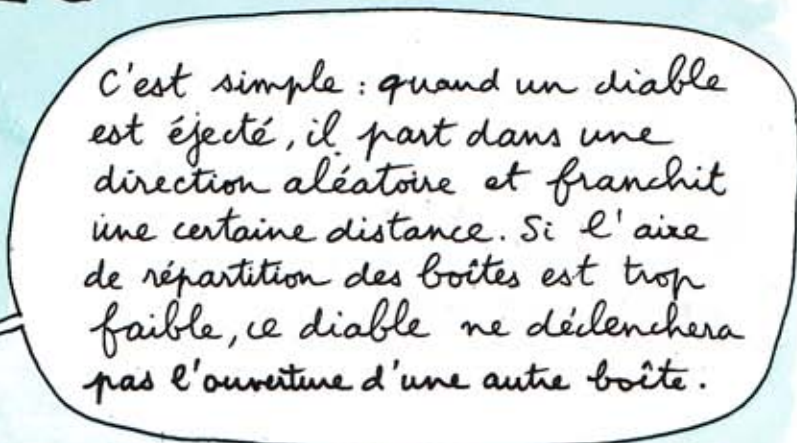 C'est simple : quand un diable
est éjecté, il part dans une
direction aléatoire et franchit
une certaine distance. Si l'aire
de répartition des boîtes est trop
faible, ce diable ne déclenchera
pas l'ouverture d'une autre boîte.